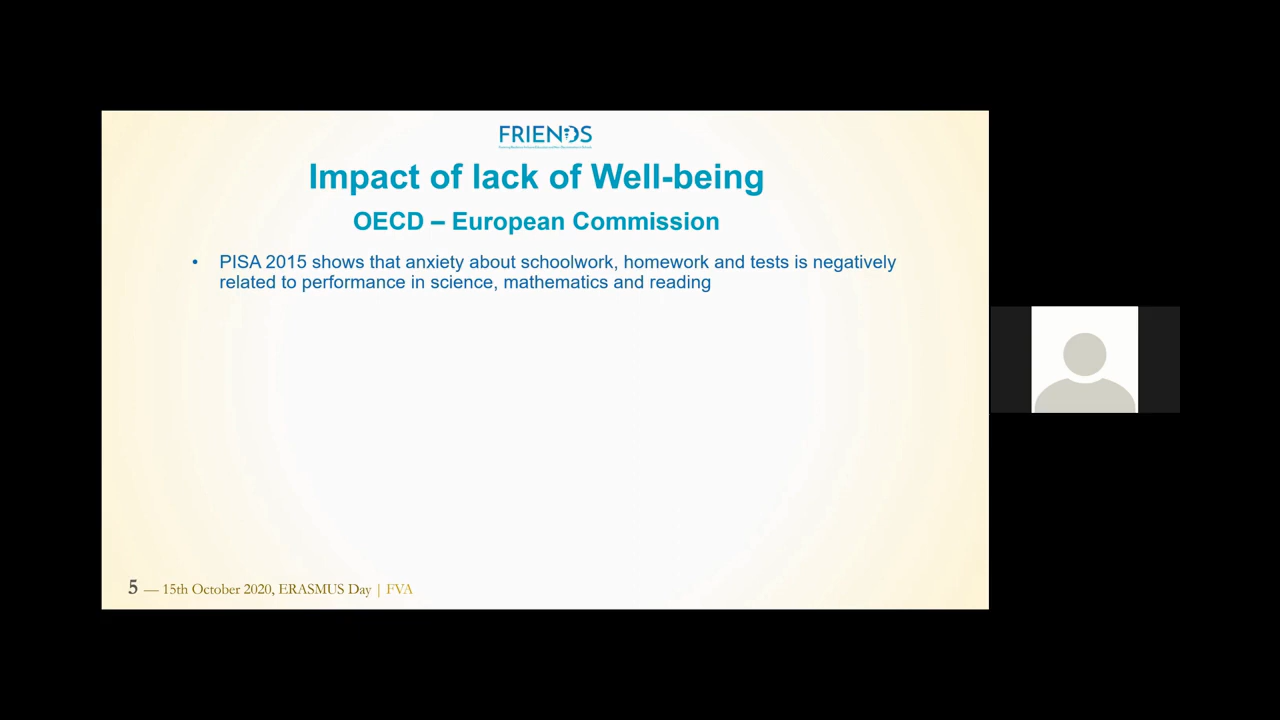 FRIENDS
Impact of lack of Well-being
OECD – European Commission
• PISA 2015 shows that anxiety about schoolwork, homework and tests is negatively
related to performance in science, mathematics and reading
5 — 15th October 2020, ERASMUS Day | FVA